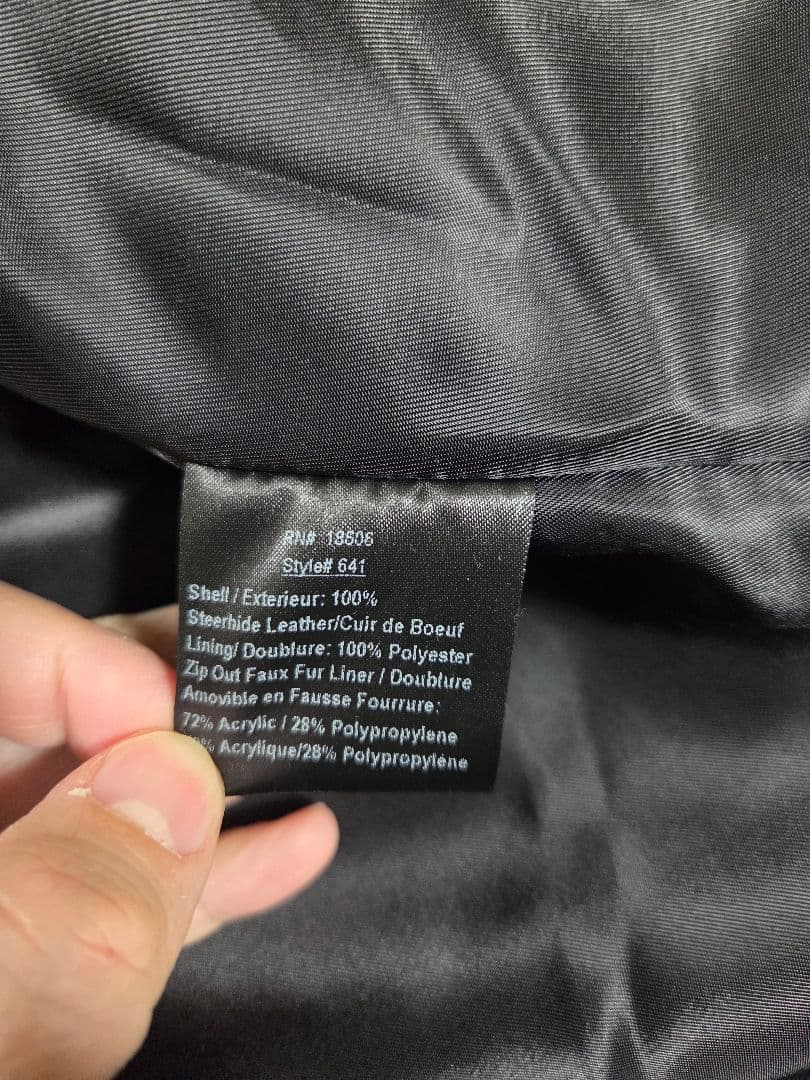 RN# 18506
Style# 641
Shell / Exterieur: 100%
Steerhide Leather/Cuir de Boeuf
Lining/ Doublure: 100% Polyester
Zip Out Faux Fur Liner / Doublure
Amovible en Fausse Fourrure:
72% Acrylic / 28% Polypropylene
% Acrylique/28% Polypropylene